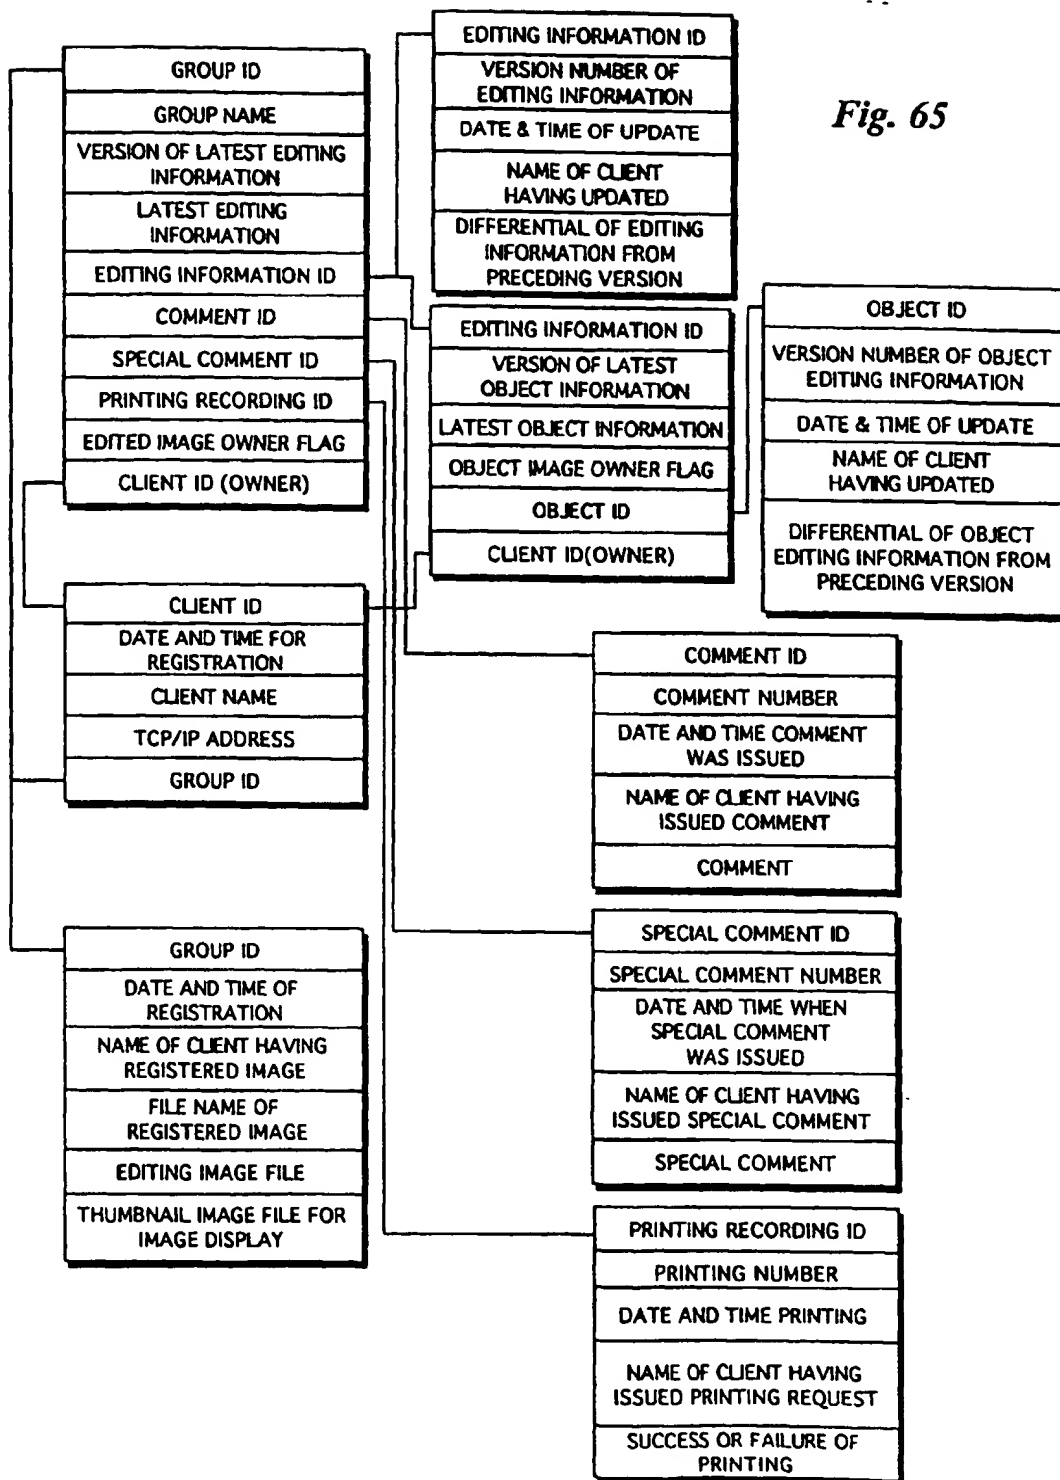 Fig. 65
GROUP ID
GROUP NAME
VERSION OF LATEST EDITING
INFORMATION
LATEST EDITING
INFORMATION
EDITING INFORMATION ID
COMMENT ID
SPECIAL COMMENT ID
PRINTING RECORDING ID
EDITED IMAGE OWNER FLAG
CLIENT ID (OWNER)
EDITING INFORMATION ID
VERSION NUMBER OF
EDITING INFORMATION
DATE & TIME OF UPDATE
NAME OF CLIENT
HAVING UPDATED
DIFFERENTIAL OF EDITING
INFORMATION FROM
PRECEDING VERSION
EDITING INFORMATION ID
VERSION OF LATEST
OBJECT INFORMATION
LATEST OBJECT INFORMATION
OBJECT IMAGE OWNER FLAG
OBJECT ID
CLIENT ID(OWNER)
OBJECT ID
VERSION NUMBER OF OBJECT
EDITING INFORMATION
DATE & TIME OF UPDATE
NAME OF CLIENT
HAVING UPDATED
DIFFERENTIAL OF OBJECT
EDITING INFORMATION FROM
PRECEDING VERSION
CLIENT ID
DATE AND TIME FOR
REGISTRATION
CLIENT NAME
TCP/IP ADDRESS
GROUP ID
COMMENT ID
COMMENT NUMBER
DATE AND TIME COMMENT
WAS ISSUED
NAME OF CLIENT HAVING
ISSUED COMMENT
COMMENT
GROUP ID
DATE AND TIME OF
REGISTRATION
NAME OF CLIENT HAVING
REGISTERED IMAGE
FILE NAME OF
REGISTERED IMAGE
EDITING IMAGE FILE
THUMBNAIL IMAGE FILE FOR
IMAGE DISPLAY
SPECIAL COMMENT ID
SPECIAL COMMENT NUMBER
DATE AND TIME WHEN
SPECIAL COMMENT
WAS ISSUED
NAME OF CLIENT HAVING
ISSUED SPECIAL COMMENT
SPECIAL COMMENT
PRINTING RECORDING ID
PRINTING NUMBER
DATE AND TIME PRINTING
NAME OF CLIENT HAVING
ISSUED PRINTING REQUEST
SUCCESS OR FAILURE OF
PRINTING